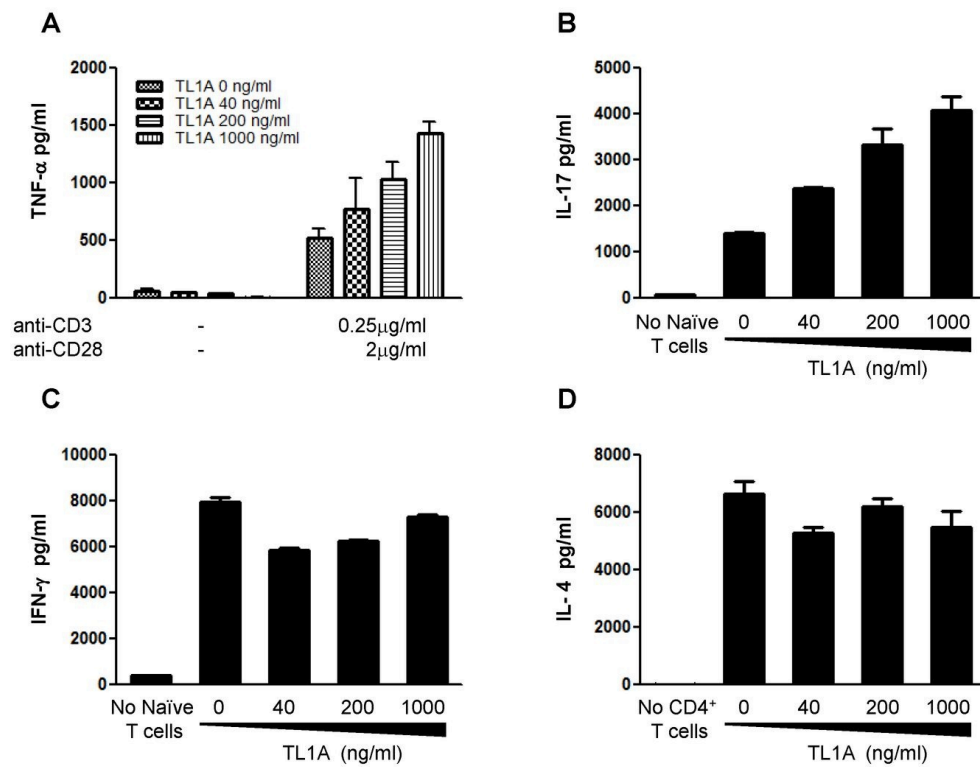 A
TNF-α pg/ml
2000
1500
1000
500
0
TL1A 0 ng/ml
TL1A 40 ng/ml
TL1A 200 ng/ml
TL1A 1000 ng/ml
anti-CD3 - 0.25μg/ml
anti-CD28 - 2μg/ml
B
IL-17 pg/ml
5000
4000
3000
2000
1000
0
No Naïve 0 40 200 1000
T cells
TL1A (ng/ml)
C
IFN-γ pg/ml
10000
8000
6000
4000
2000
0
No Naïve 0 40 200 1000
T cells
TL1A (ng/ml)
D
IL- 4 pg/ml
8000
6000
4000
2000
0
No CD4⁺ 0 40 200 1000
T cells
TL1A (ng/ml)